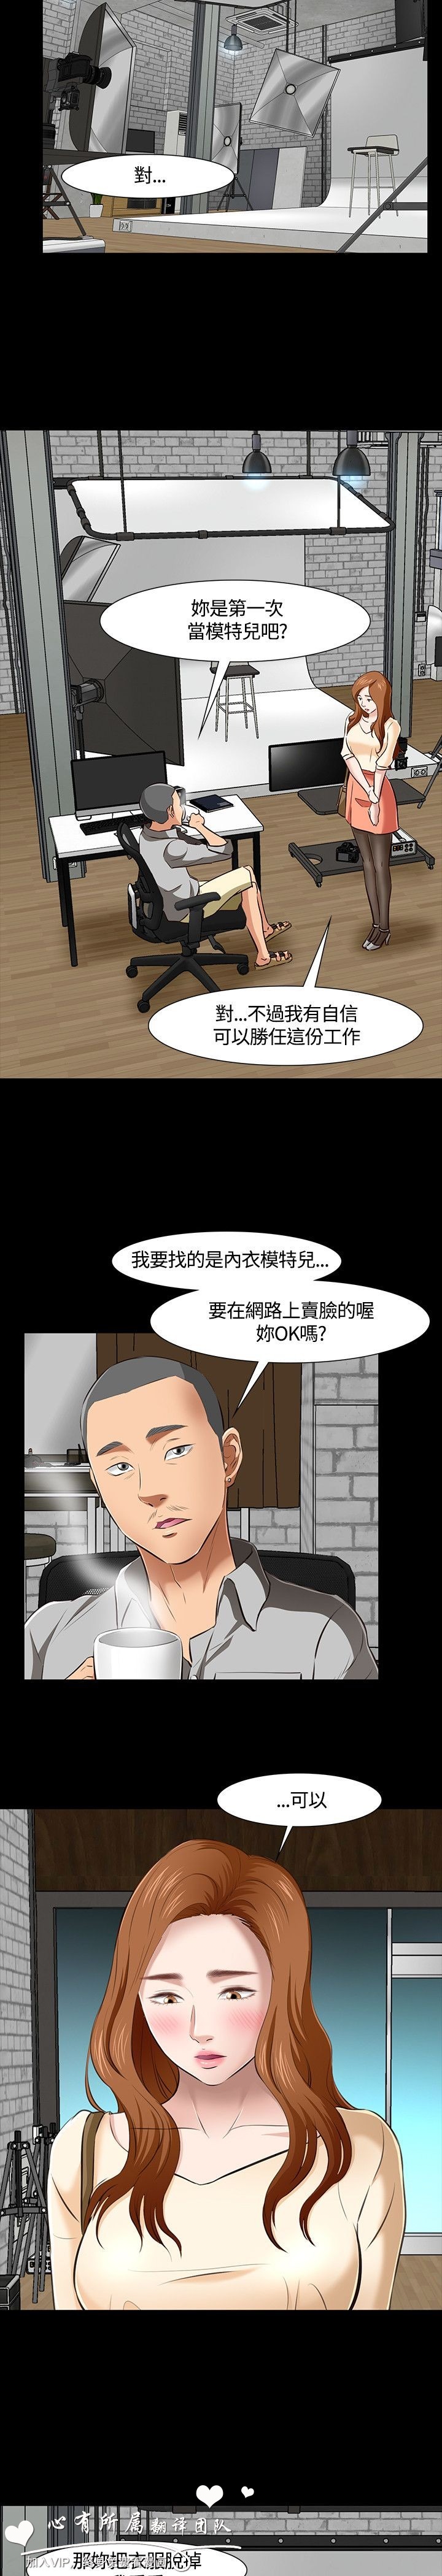 對...
妳是第一次
當模特兒吧?
對...不過我有自信
可以勝任這份工作
我要找的是內衣模特兒...
要在網路上賣臉的喔
妳OK嗎?
...可以
心有所属翻译团队
加入VIP,
那妳把衣服脫掉